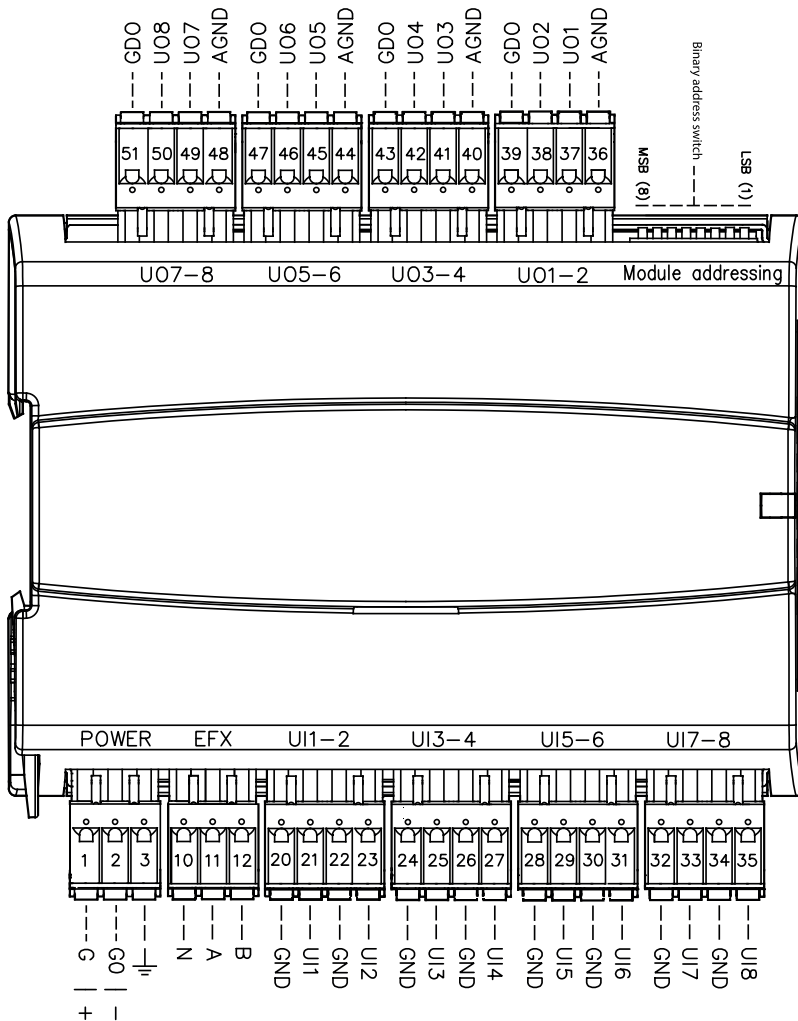 GDO UO8 UO7 AGND GDO UO6 UO5 AGND GDO UO4 UO3 AGND GDO UO2 UO1 AGND
Binary address switch
MSB (8) LSB (1)
51 50 49 48 47 46 45 44 43 42 41 40 39 38 37 36
UO7-8 UO5-6 UO3-4 UO1-2 Module addressing
POWER EFX UI1-2 UI3-4 UI5-6 UI7-8
1 2 3 10 11 12 20 21 22 23 24 25 26 27 28 29 30 31 32 33 34 35
G G0 N A B GND UI1 GND UI2 GND UI3 GND UI4 GND UI5 GND UI6 GND UI7 GND UI8
+ −